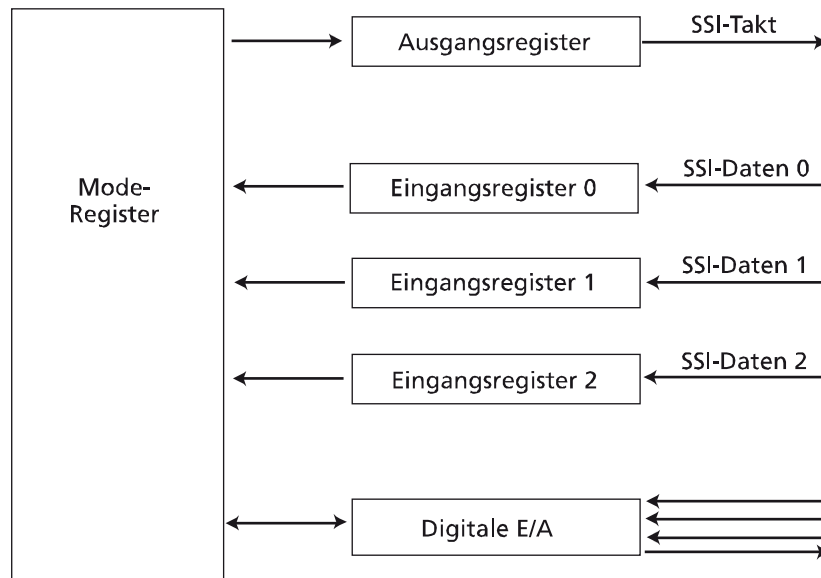 Ausgangsregister
SSI-Takt
Mode-
Register
Eingangsregister 0
SSI-Daten 0
Eingangsregister 1
SSI-Daten 1
Eingangsregister 2
SSI-Daten 2
Digitale E/A